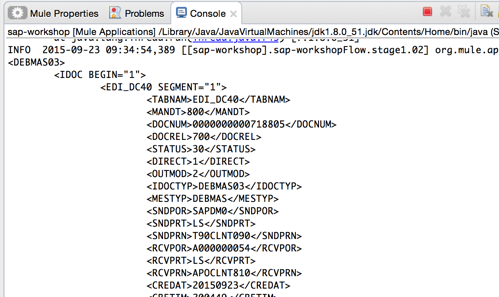 Mule Properties Problems Console
sap-workshop [Mule Applications] /Library/Java/JavaVirtualMachines/jdk1.8.0_51.jdk/Contents/Home/bin/java (S
INFO 2015-09-23 09:34:54,389 [[sap-workshop].sap-workshopFlow.stage1.02] org.mule.ap
<DEBMAS03>
<IDOC BEGIN="1">
<EDI_DC40 SEGMENT="1">
<TABNAM>EDI_DC40</TABNAM>
<MANDT>800</MANDT>
<DOCNUM>0000000000718805</DOCNUM>
<DOCREL>700</DOCREL>
<STATUS>30</STATUS>
<DIRECT>1</DIRECT>
<OUTMOD>2</OUTMOD>
<IDOCTYP>DEBMAS03</IDOCTYP>
<MESTYP>DEBMAS</MESTYP>
<SNDPOR>SAPDM0</SNDPOR>
<SNDPRT>LS</SNDPRT>
<SNDPRN>T90CLNT090</SNDPRN>
<RCVPOR>A000000054</RCVPOR>
<RCVPRT>LS</RCVPRT>
<RCVPRN>APOCLNT810</RCVPRN>
<CREDAT>20150923</CREDAT>